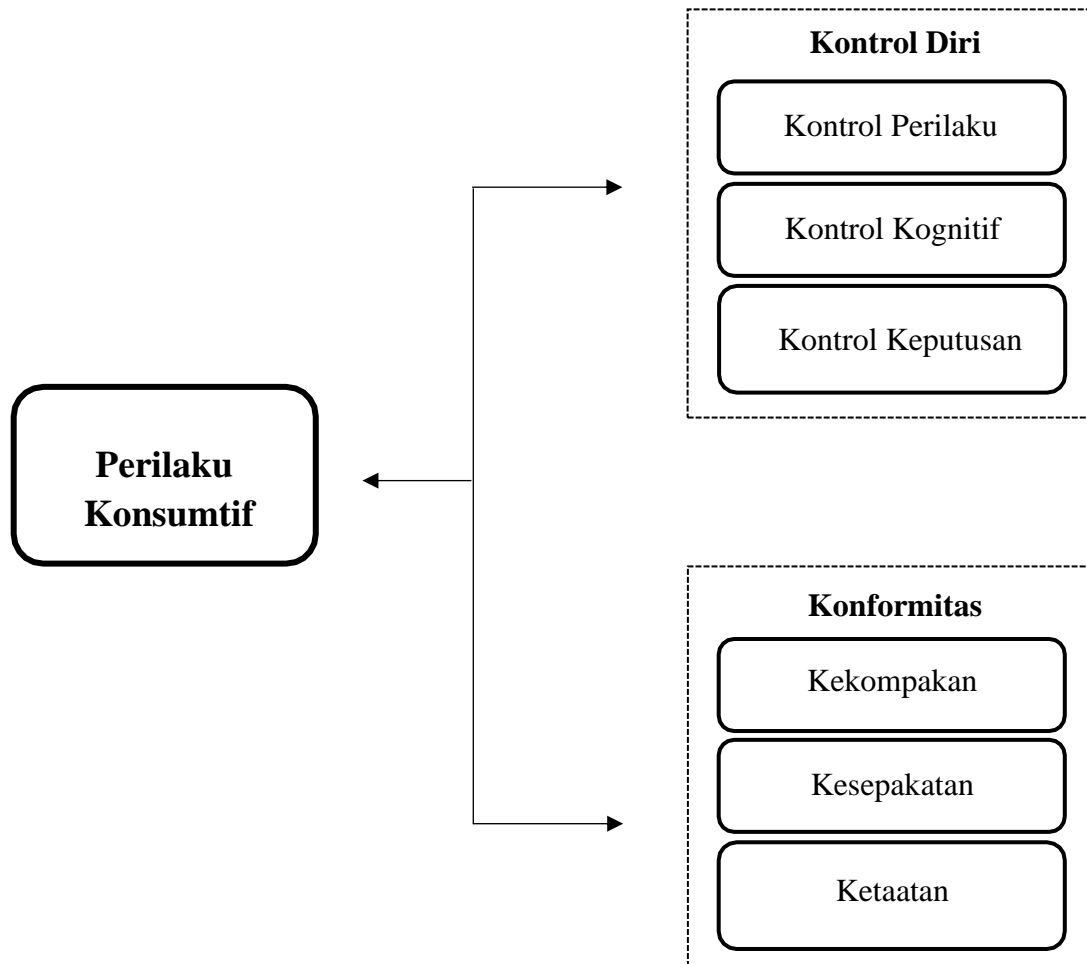 Kontrol Diri
Kontrol Perilaku
Kontrol Kognitif
Kontrol Keputusan
Perilaku
Konsumtif
Konformitas
Kekompakan
Kesepakatan
Ketaatan